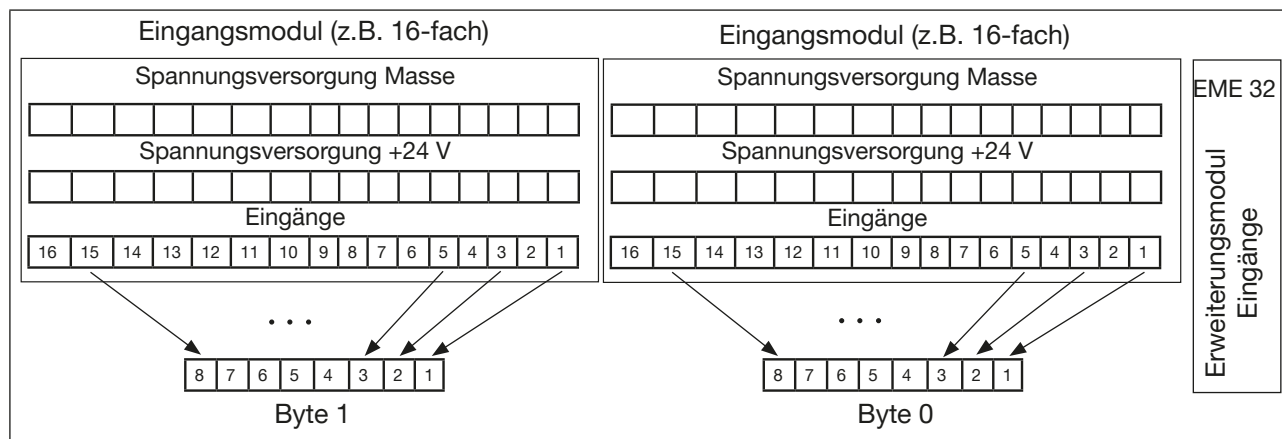 Eingangsmodul (z.B. 16-fach)
Spannungsversorgung Masse
Spannungsversorgung +24 V
Eingänge
16 15 14 13 12 11 10 9 8 7 6 5 4 3 2 1
. . .
8 7 6 5 4 3 2 1
Byte 1
Eingangsmodul (z.B. 16-fach)
Spannungsversorgung Masse
Spannungsversorgung +24 V
Eingänge
16 15 14 13 12 11 10 9 8 7 6 5 4 3 2 1
. . .
8 7 6 5 4 3 2 1
Byte 0
EME 32
Erweiterungsmodul
Eingänge